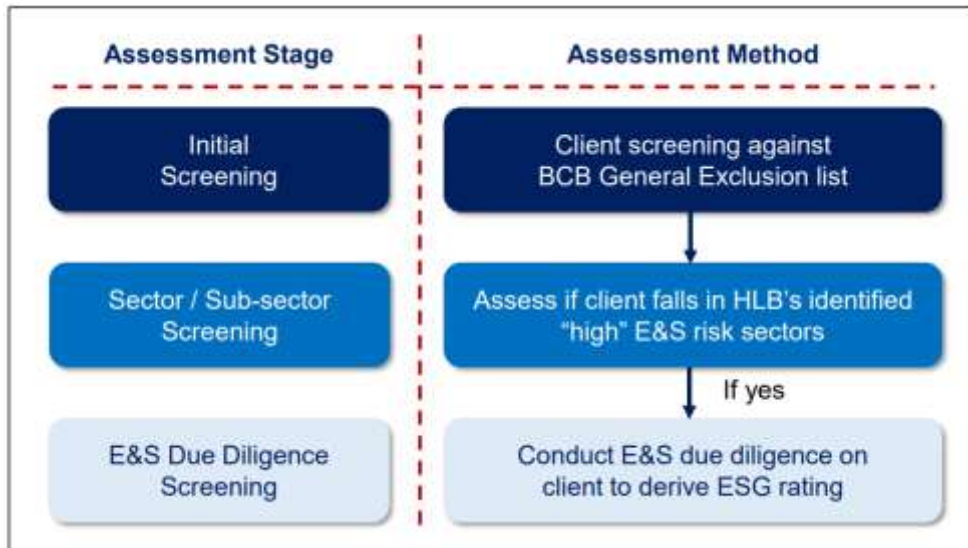 Assessment Stage
Assessment Method
Initial
Screening
Client screening against
BCB General Exclusion list
Sector / Sub-sector
Screening
Assess if client falls in HLB's identified
“high” E&S risk sectors
If yes
E&S Due Diligence
Screening
Conduct E&S due diligence on
client to derive ESG rating